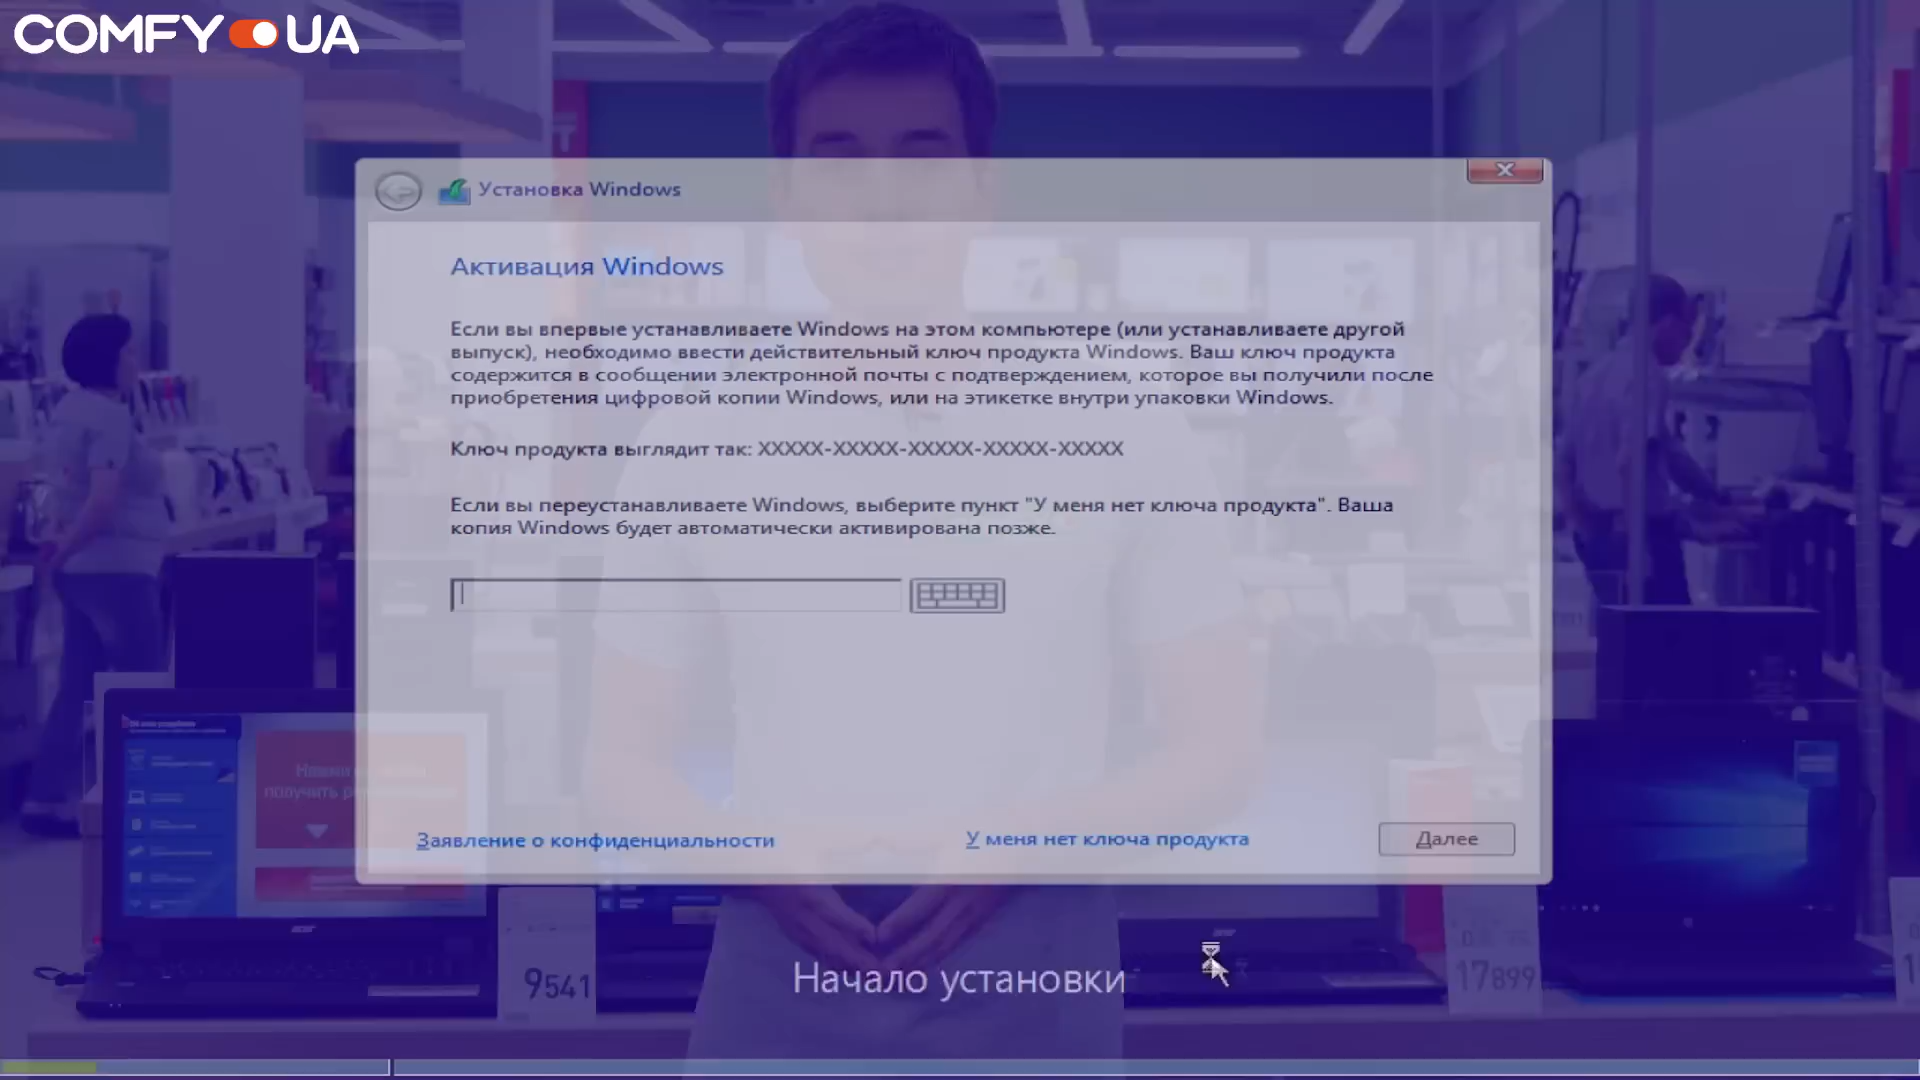 COMFY UA
Установка Windows
Активация Windows
Если вы впервые устанавливаете Windows на этом компьютере (или устанавливаете другой
выпуск), необходимо ввести действительный ключ продукта Windows. Ваш ключ продукта
содержится в сообщении электронной почты с подтверждением, которое вы получили после
приобретения цифровой копии Windows, или на этикетке внутри упаковки Windows.
Ключ продукта выглядит так: XXXXX-XXXXX-XXXXX-XXXXX-XXXXX
Если вы переустанавливаете Windows, выберите пункт "У меня нет ключа продукта". Ваша
копия Windows будет автоматически активирована позже.
получить
Заявление о конфиденциальности
У меня нет ключа продукта
Далее
acer
acer
9541
17899
Начало установки